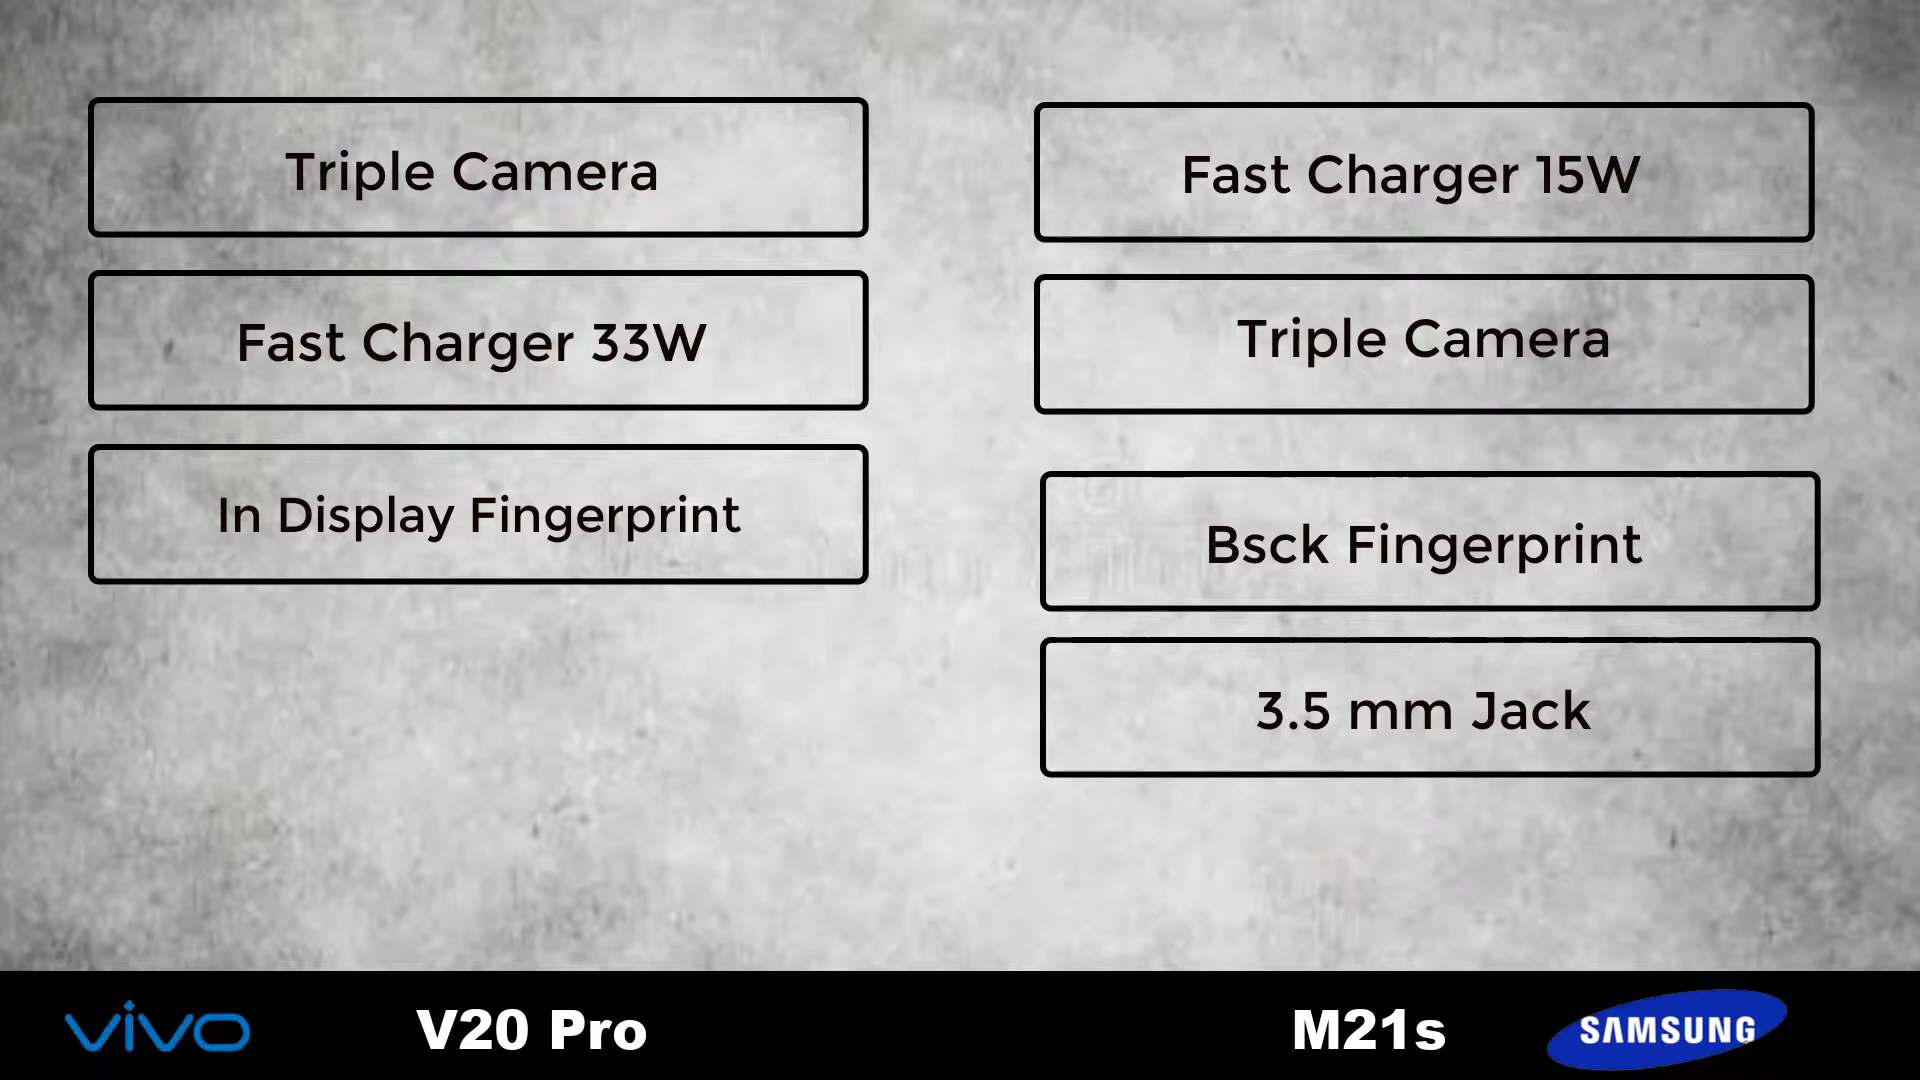 Triple Camera
Fast Charger 33W
In Display Fingerprint
Fast Charger 15W
Triple Camera
Bsck Fingerprint
3.5 mm Jack
vivo
V20 Pro
M21s
SAMSUNG